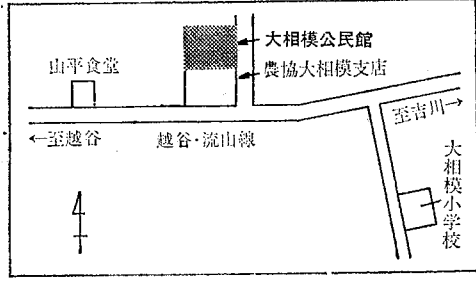 大相模公民館
農協大相模支店
山平食堂
至吉川
←至越谷
越谷・流山線
大相模小学校